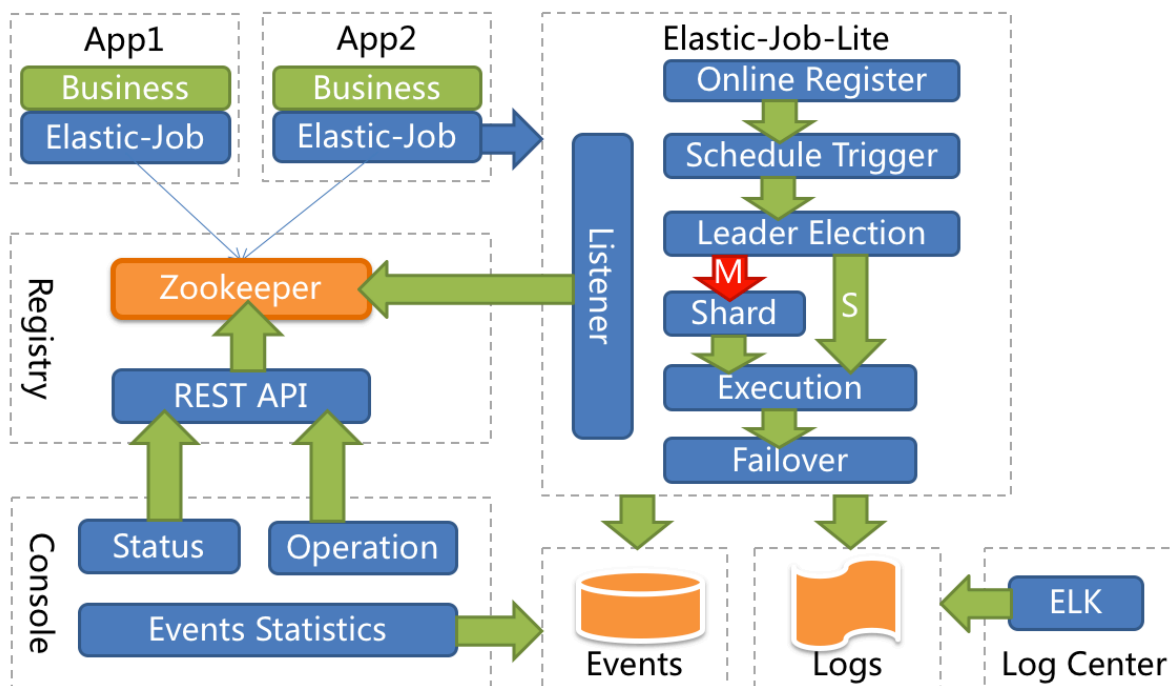 App1
Business
Elastic-Job
App2
Business
Elastic-Job
Elastic-Job-Lite
Online Register
Schedule Trigger
Leader Election
M
S
Shard
Execution
Failover
Listener
Registry
Zookeeper
REST API
Console
Status
Operation
Events Statistics
Events
Logs
ELK
Log Center